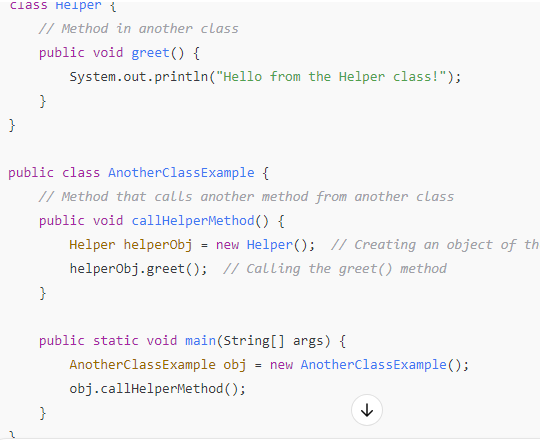 class Helper {
    // Method in another class
    public void greet() {
        System.out.println("Hello from the Helper class!");
    }
}

public class AnotherClassExample {
    // Method that calls another method from another class
    public void callHelperMethod() {
        Helper helperObj = new Helper();  // Creating an object of th
        helperObj.greet();  // Calling the greet() method
    }

    public static void main(String[] args) {
        AnotherClassExample obj = new AnotherClassExample();
        obj.callHelperMethod();
    }
}